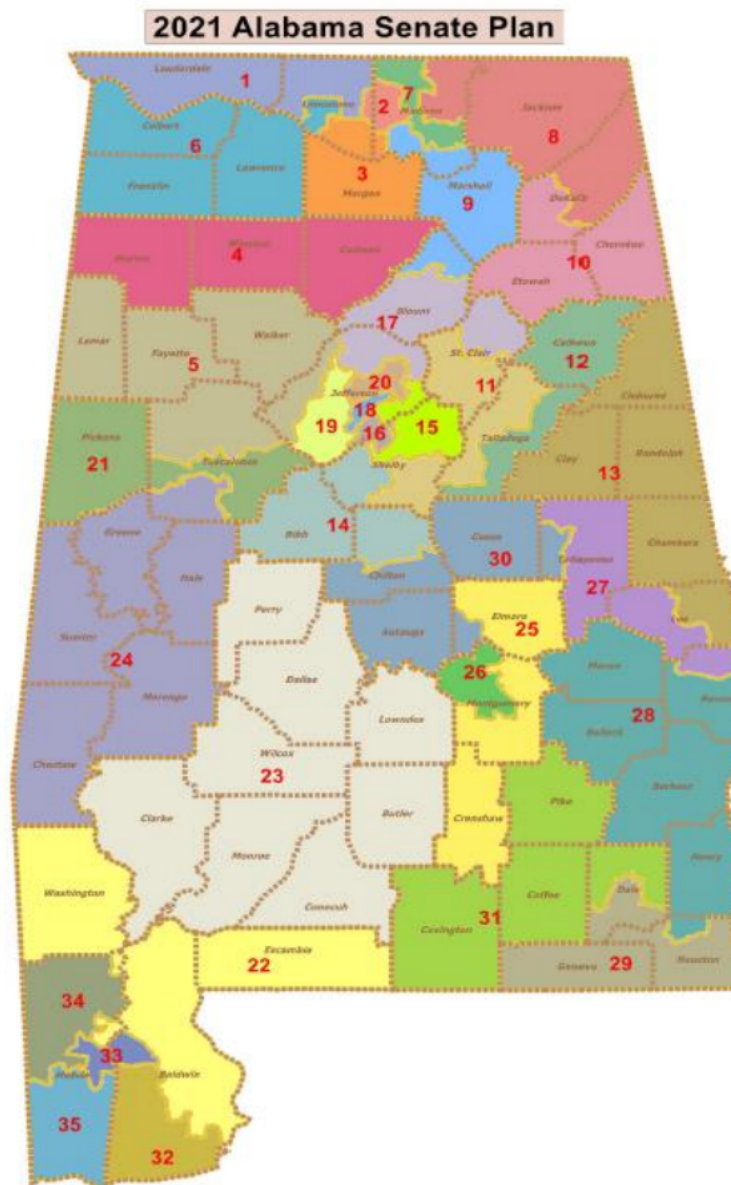 2021 Alabama Senate Plan
Lauderdale
1
Limestone
2
7
Madison
Jackson
8
Colbert
6
Lawrence
Franklin
3
Morgan
Marshall
9
DeKalb
Cherokee
10
Etowah
Marion
Winston
4
Cullman
Blount
17
Lamar
Fayette
5
Walker
St. Clair
Calhoun
12
Cleburne
Jefferson
20
11
18
19
16
15
Pickens
21
Tuscaloosa
Shelby
Talladega
Clay
13
Randolph
Greene
Hale
Bibb
14
Coosa
30
Tallapoosa
27
Chambers
Lee
Perry
Chilton
Elmore
25
Sumter
24
Marengo
Autauga
26
Montgomery
Macon
Dallas
Lowndes
Bullock
28
Choctaw
Wilcox
23
Clarke
Butler
Crenshaw
Pike
Barbour
Monroe
Henry
Washington
Conecuh
Covington
31
Coffee
Dale
Escambia
22
Geneva
29
Houston
34
33
Mobile
Baldwin
35
32